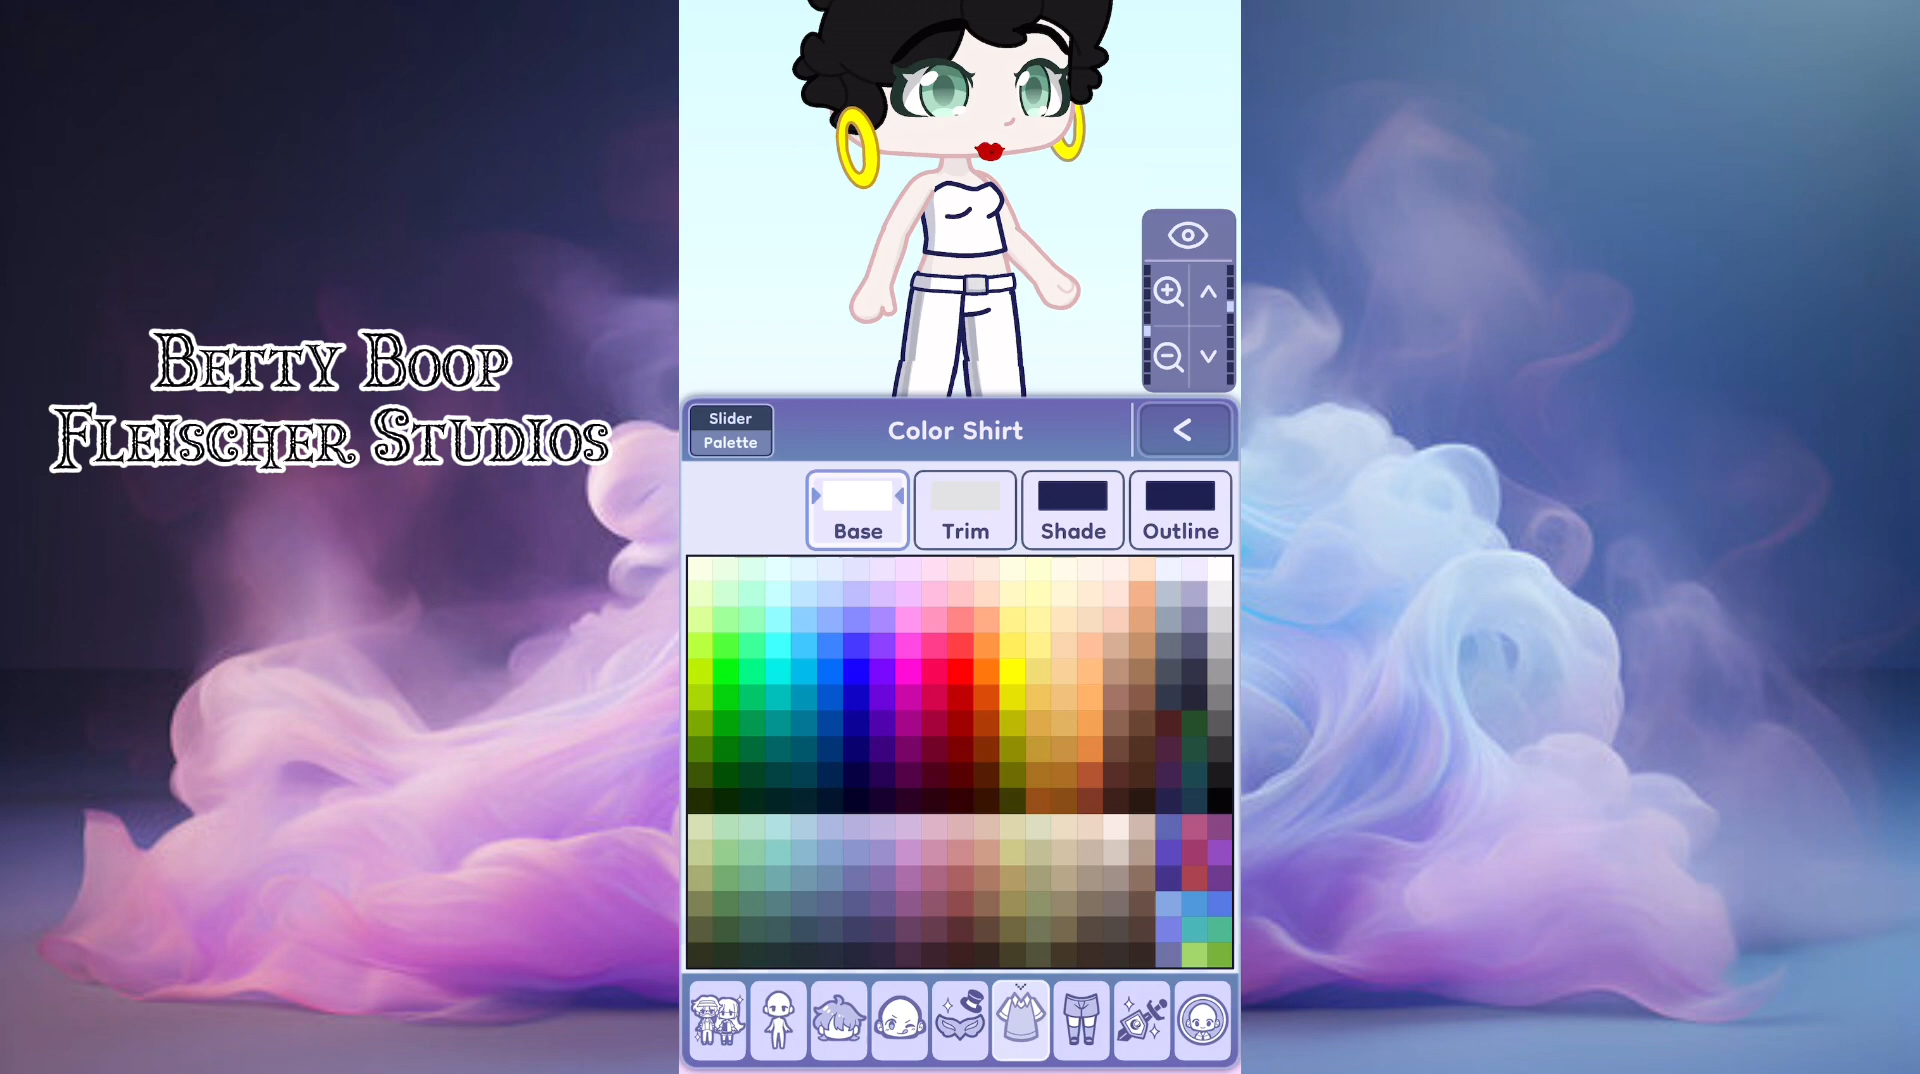 Betty Boop
Fleischer Studios
Slider
Palette
Color Shirt
Base
Trim
Shade
Outline